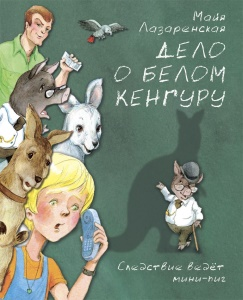 Майя
Лазаренская
ДЕЛО
О БЕЛОМ
КЕНГУРУ
Следствие ведёт
мини-пиг